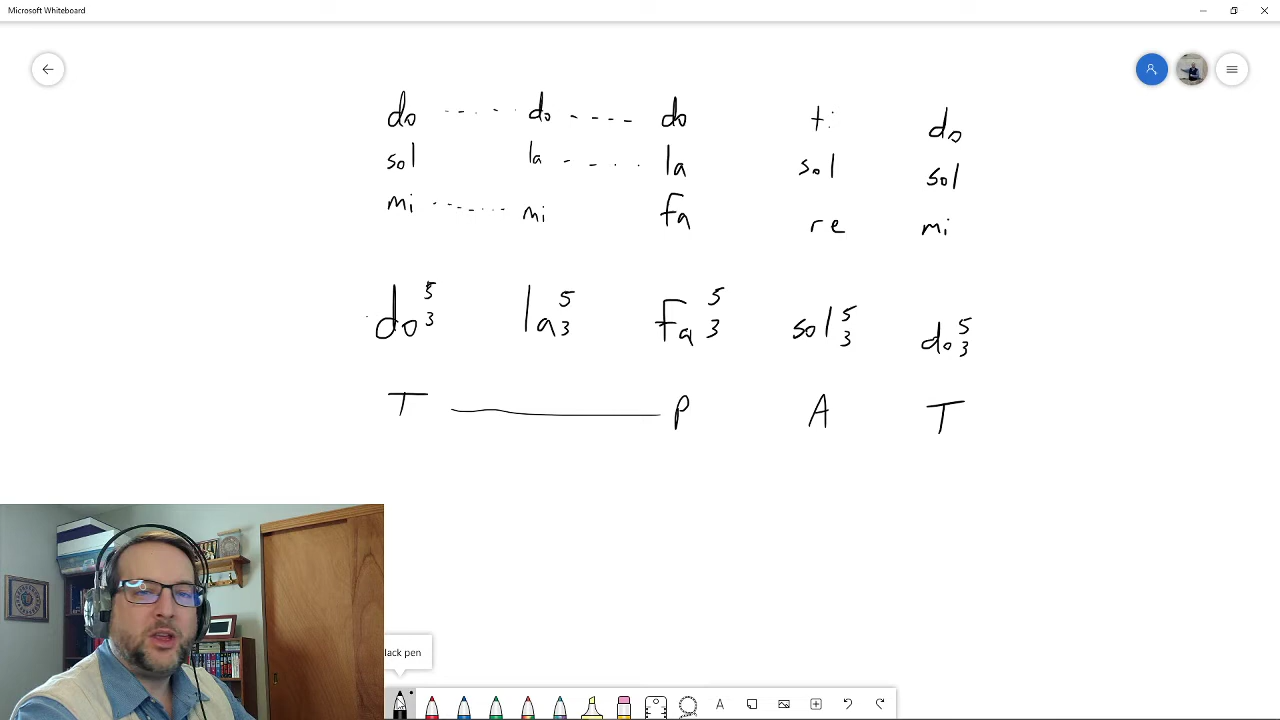 Microsoft Whiteboard
do do do ti do
sol la la sol sol
mi mi fa re mi
do 5 3 la 5 3 fa 5 3 sol 5 3 do 5 3
T P A T
lack pen
A